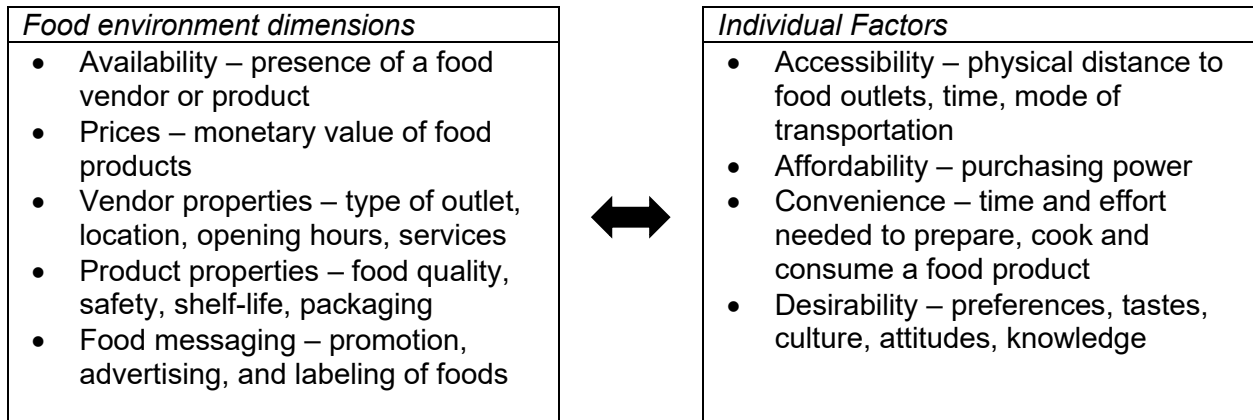 Food environment dimensions
• Availability – presence of a food
vendor or product
• Prices – monetary value of food
products
• Vendor properties – type of outlet,
location, opening hours, services
• Product properties – food quality,
safety, shelf-life, packaging
• Food messaging – promotion,
advertising, and labeling of foods
Individual Factors
• Accessibility – physical distance to
food outlets, time, mode of
transportation
• Affordability – purchasing power
• Convenience – time and effort
needed to prepare, cook and
consume a food product
• Desirability – preferences, tastes,
culture, attitudes, knowledge